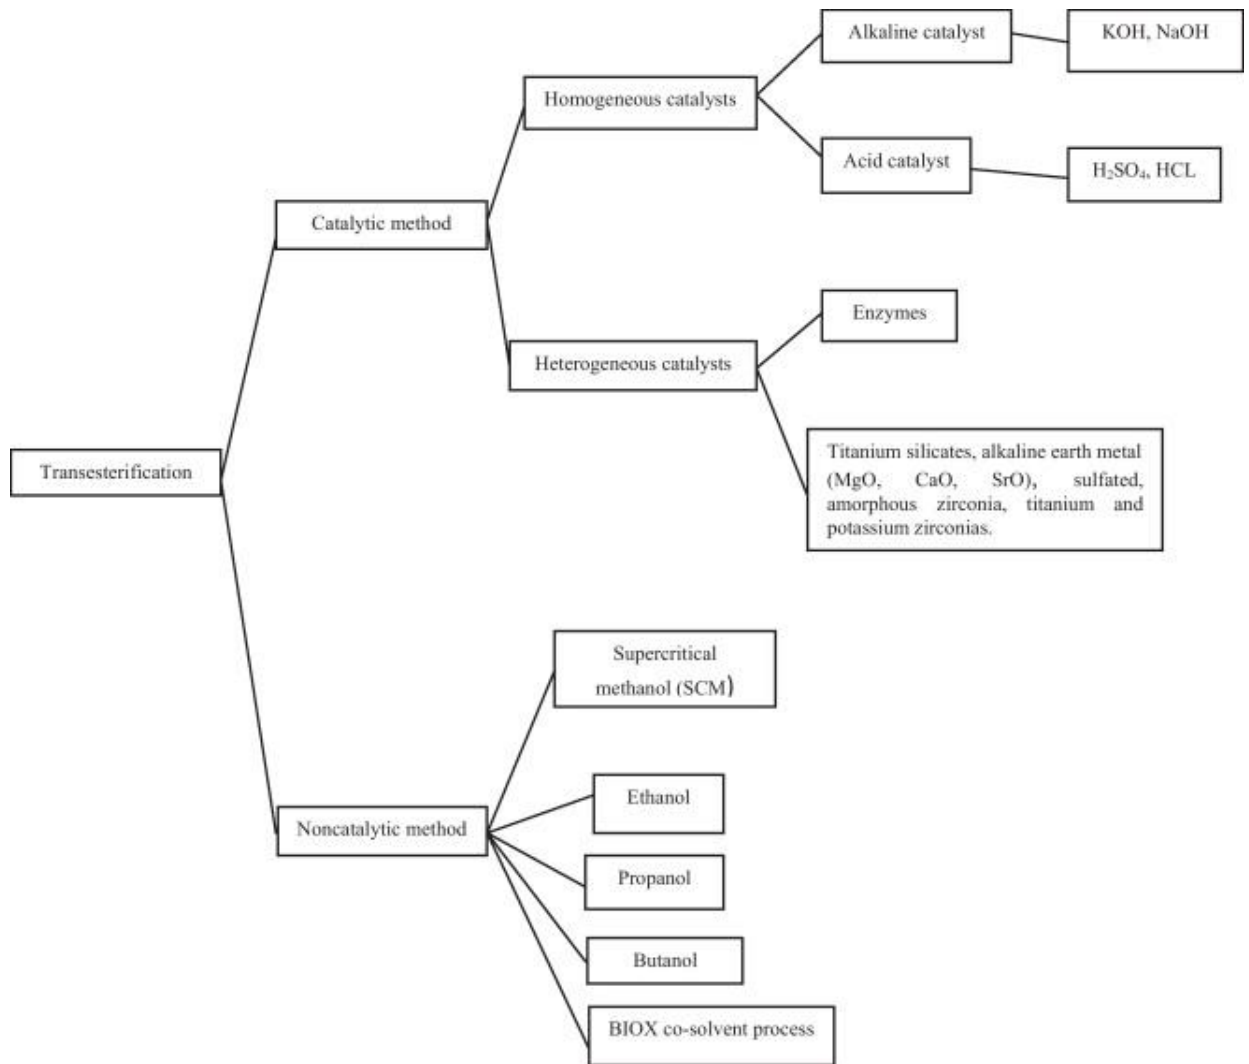 Alkaline catalyst
KOH, NaOH
Homogeneous catalysts
Acid catalyst
H₂SO₄, HCL
Catalytic method
Enzymes
Heterogeneous catalysts
Titanium silicates, alkaline earth metal
(MgO, CaO, SrO), sulfated,
amorphous zirconia, titanium and
potassium zirconias.
Transesterification
Supercritical
methanol (SCM)
Ethanol
Noncatalytic method
Propanol
Butanol
BIOX co-solvent process